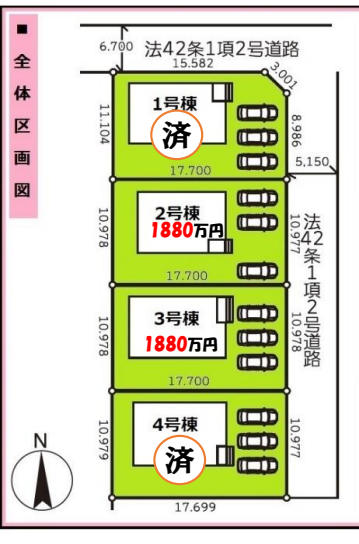 ■全体区画図
6.700
法42条1項2号道路
15.582
3.001
1号棟
済
11.104
8.986
17.700
5,150
2号棟
1880万円
10.978
10.977
17.700
法42条1項2号道路
3号棟
1880万円
10.978
10.978
17.700
4号棟
済
10.979
10.977
17.699
N